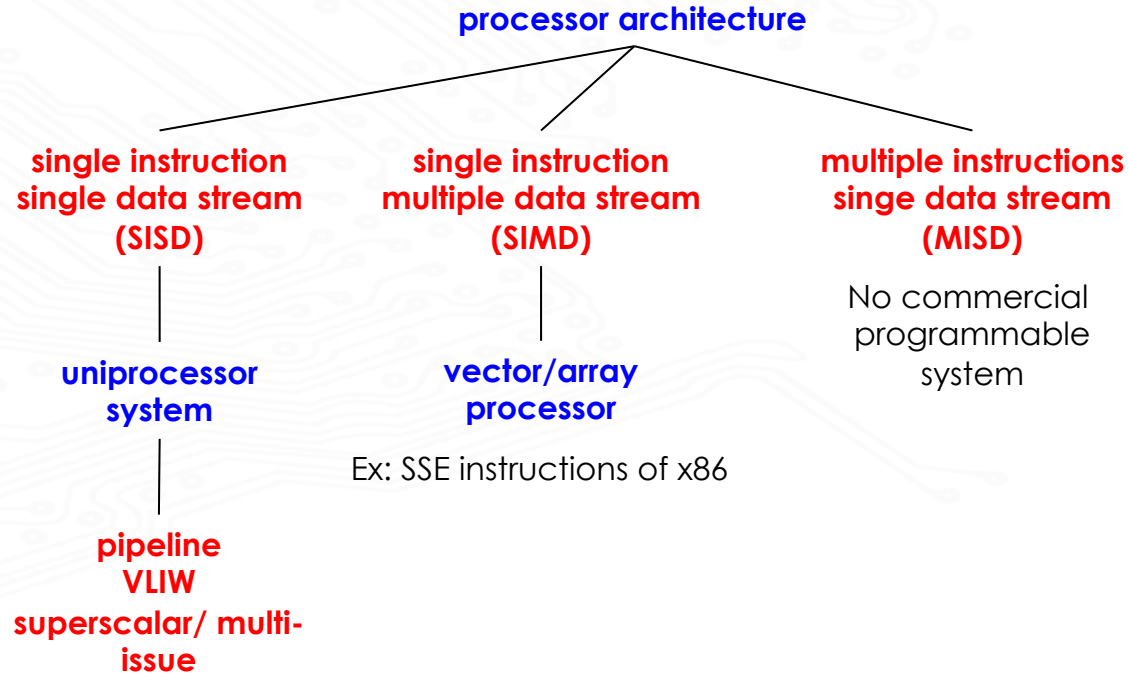 processor architecture
single instruction
single data stream
(SISD)
single instruction
multiple data stream
(SIMD)
multiple instructions
singe data stream
(MISD)
No commercial
programmable
system
uniprocessor
system
vector/array
processor
Ex: SSE instructions of x86
pipeline
VLIW
superscalar/ multi-
issue